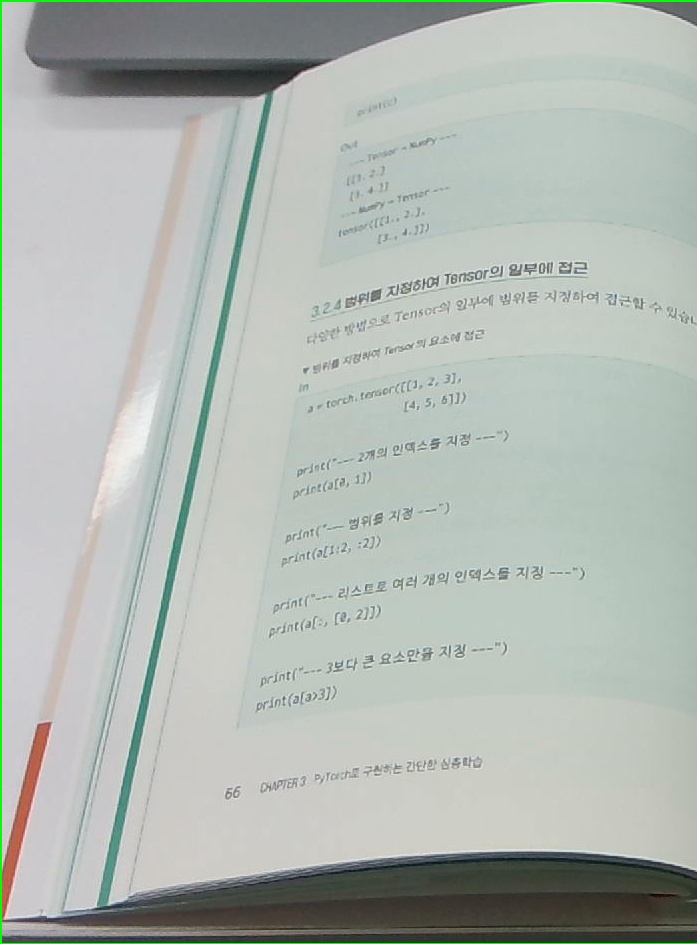 print(c)
Out
--- Tensor → NumPy ---
[[1. 2.]
[3. 4.]]
--- NumPy → Tensor ---
tensor([[1., 2.],
[3., 4.]])
3.2.4 범위를 지정하여 Tensor의 일부에 접근
다양한 방법으로 Tensor의 일부에 범위를 지정하여 접근할 수 있습니
▼ 범위를 지정하여 Tensor의 요소에 접근
In
a = torch.tensor([[1, 2, 3],
[4, 5, 6]])
print("--- 2개의 인덱스를 지정 ---")
print(a[0, 1])
print("--- 범위를 지정 ---")
print(a[1:2, :2])
print("--- 리스트로 여러 개의 인덱스를 지정 ---")
print(a[:, [0, 2]])
print("--- 3보다 큰 요소만을 지정 ---")
print(a[a>3])
66 CHAPTER 3 PyTorch로 구현하는 간단한 심층학습